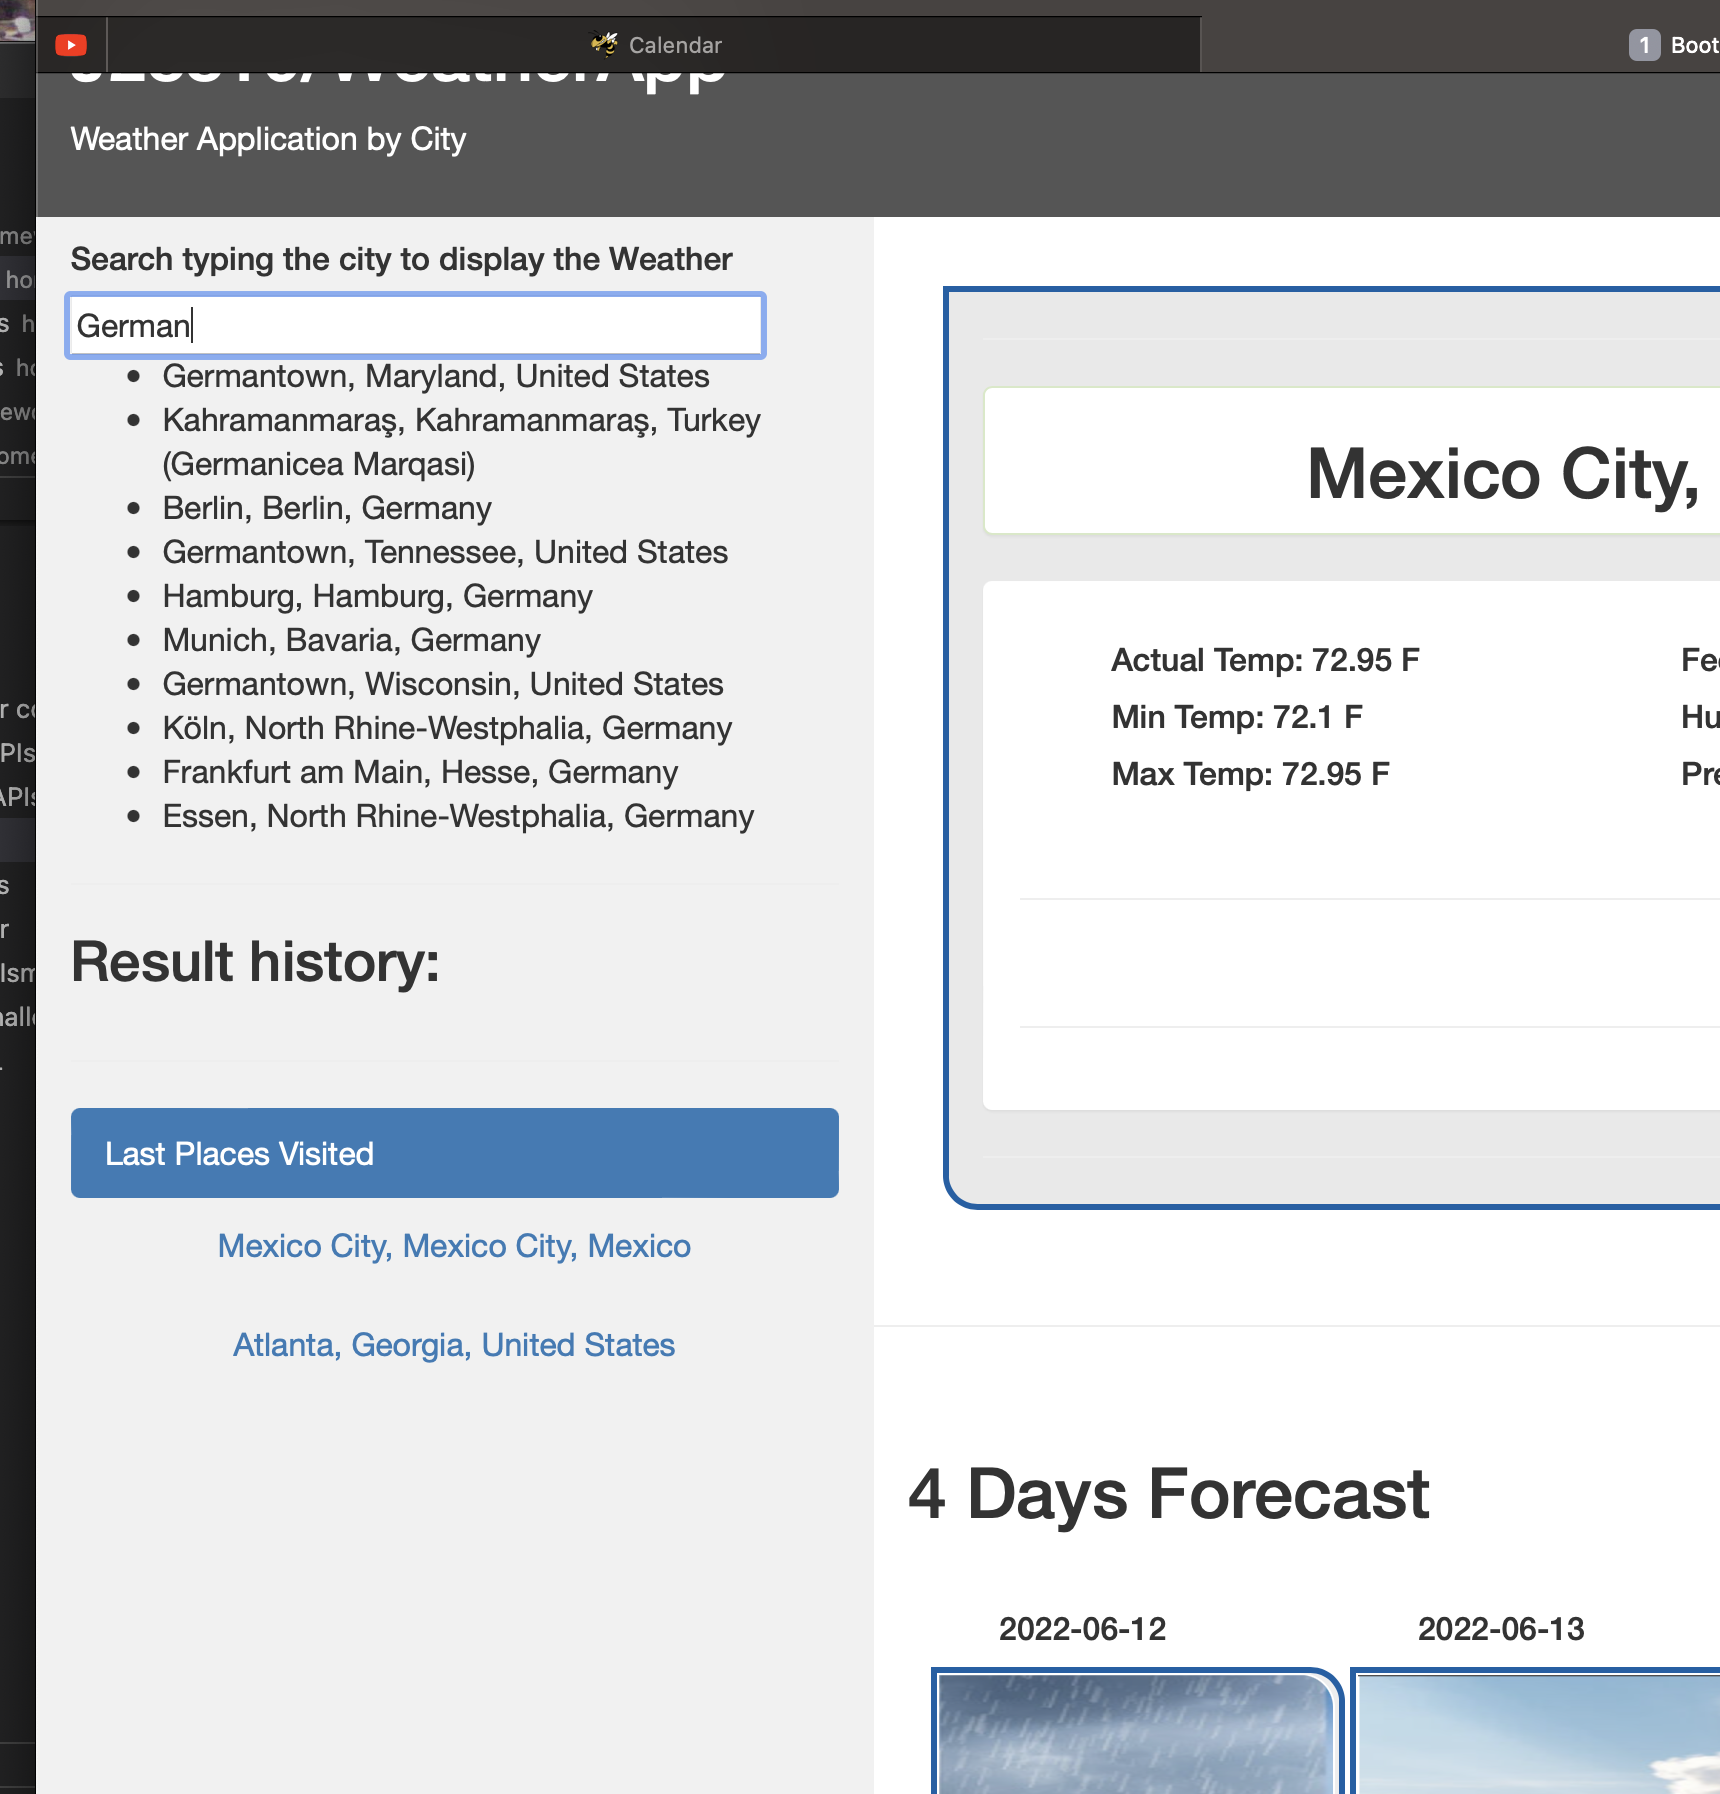 Calendar
1 Boot
WeatherApp
Weather Application by City
Search typing the city to display the Weather
German
Germantown, Maryland, United States
Kahramanmaraş, Kahramanmaraş, Turkey
(Germanicea Marqasi)
Berlin, Berlin, Germany
Germantown, Tennessee, United States
Hamburg, Hamburg, Germany
Munich, Bavaria, Germany
Germantown, Wisconsin, United States
Köln, North Rhine-Westphalia, Germany
Frankfurt am Main, Hesse, Germany
Essen, North Rhine-Westphalia, Germany
Result history:
Last Places Visited
Mexico City, Mexico City, Mexico
Atlanta, Georgia, United States
Mexico City,
Actual Temp: 72.95 F
Min Temp: 72.1 F
Max Temp: 72.95 F
Fe
Hu
Pre
4 Days Forecast
2022-06-12 2022-06-13